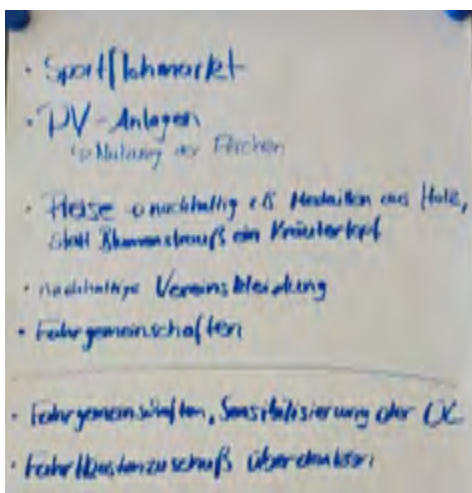 • Sportflohmarkt
• PV-Anlagen
↳ Nutzung der Flächen
• Preise → nachhaltig z.B. Medaillen aus Holz,
statt Blumenstrauß ein Kräutertopf
• nachhaltige Vereinskleidung
• Fahrgemeinschaften
• Fahrgemeinschaften, Sensibilisierung der ÜL
• Fahrtkostenzuschuß überdenken